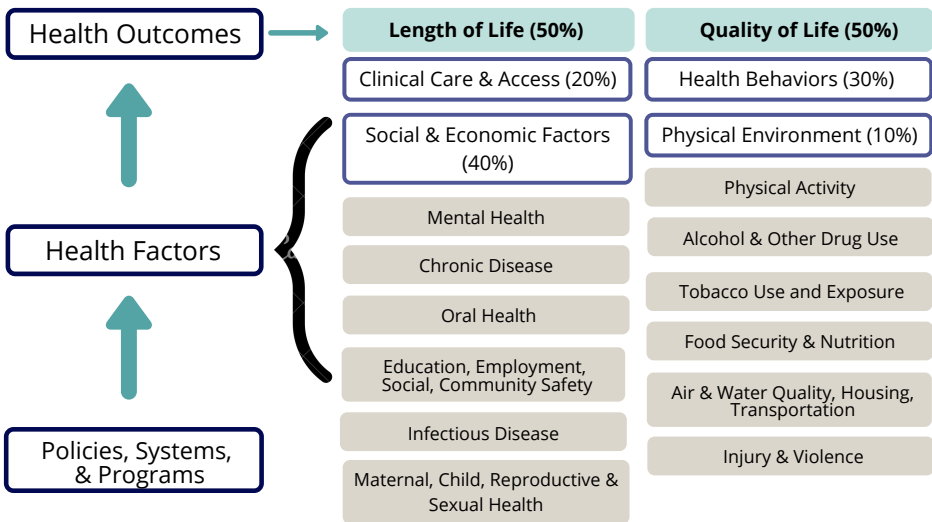 Health Outcomes
Length of Life (50%)
Quality of Life (50%)
Clinical Care & Access (20%)
Health Behaviors (30%)
Social & Economic Factors
(40%)
Physical Environment (10%)
Physical Activity
Mental Health
Alcohol & Other Drug Use
Health Factors
Chronic Disease
Tobacco Use and Exposure
Oral Health
Food Security & Nutrition
Education, Employment,
Social, Community Safety
Air & Water Quality, Housing,
Transportation
Infectious Disease
Policies, Systems,
& Programs
Injury & Violence
Maternal, Child, Reproductive &
Sexual Health